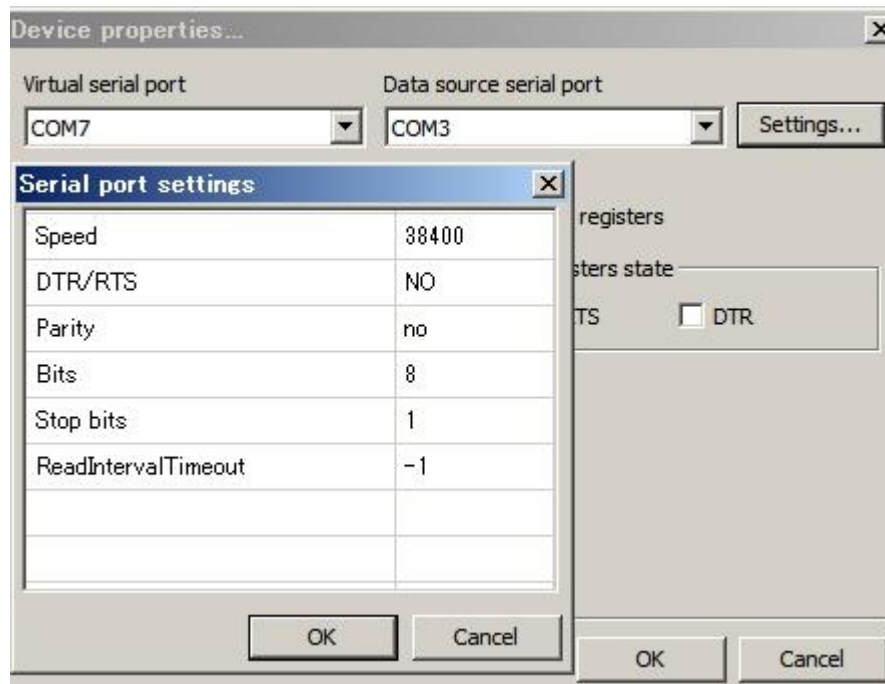 Device properties...
Virtual serial port
Data source serial port
COM7
COM3
Settings...
Serial port settings
Speed 38400
DTR/RTS NO
Parity no
Bits 8
Stop bits 1
ReadIntervalTimeout -1
OK
Cancel
registers
sters state
TS
DTR
OK
Cancel